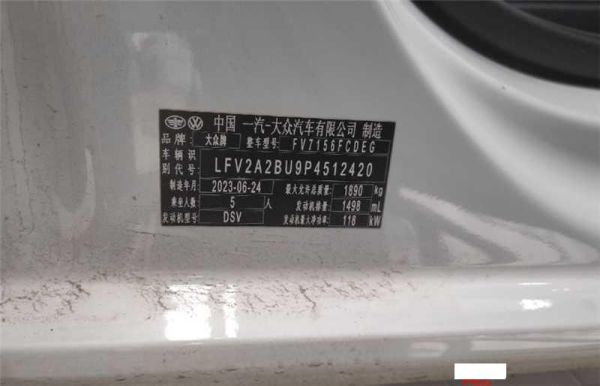 中国 一汽-大众汽车有限公司 制造
品牌: 大众牌 整车型号: FV7156FCDEG
车辆识别代号: LFV2A2BU9P4512420
制造年月: 2023-06-24 最大允许总质量: 1890 kg
乘坐人数: 5 人 发动机排量: 1498 mL
发动机型号: DSV 发动机最大净功率: 118 kW